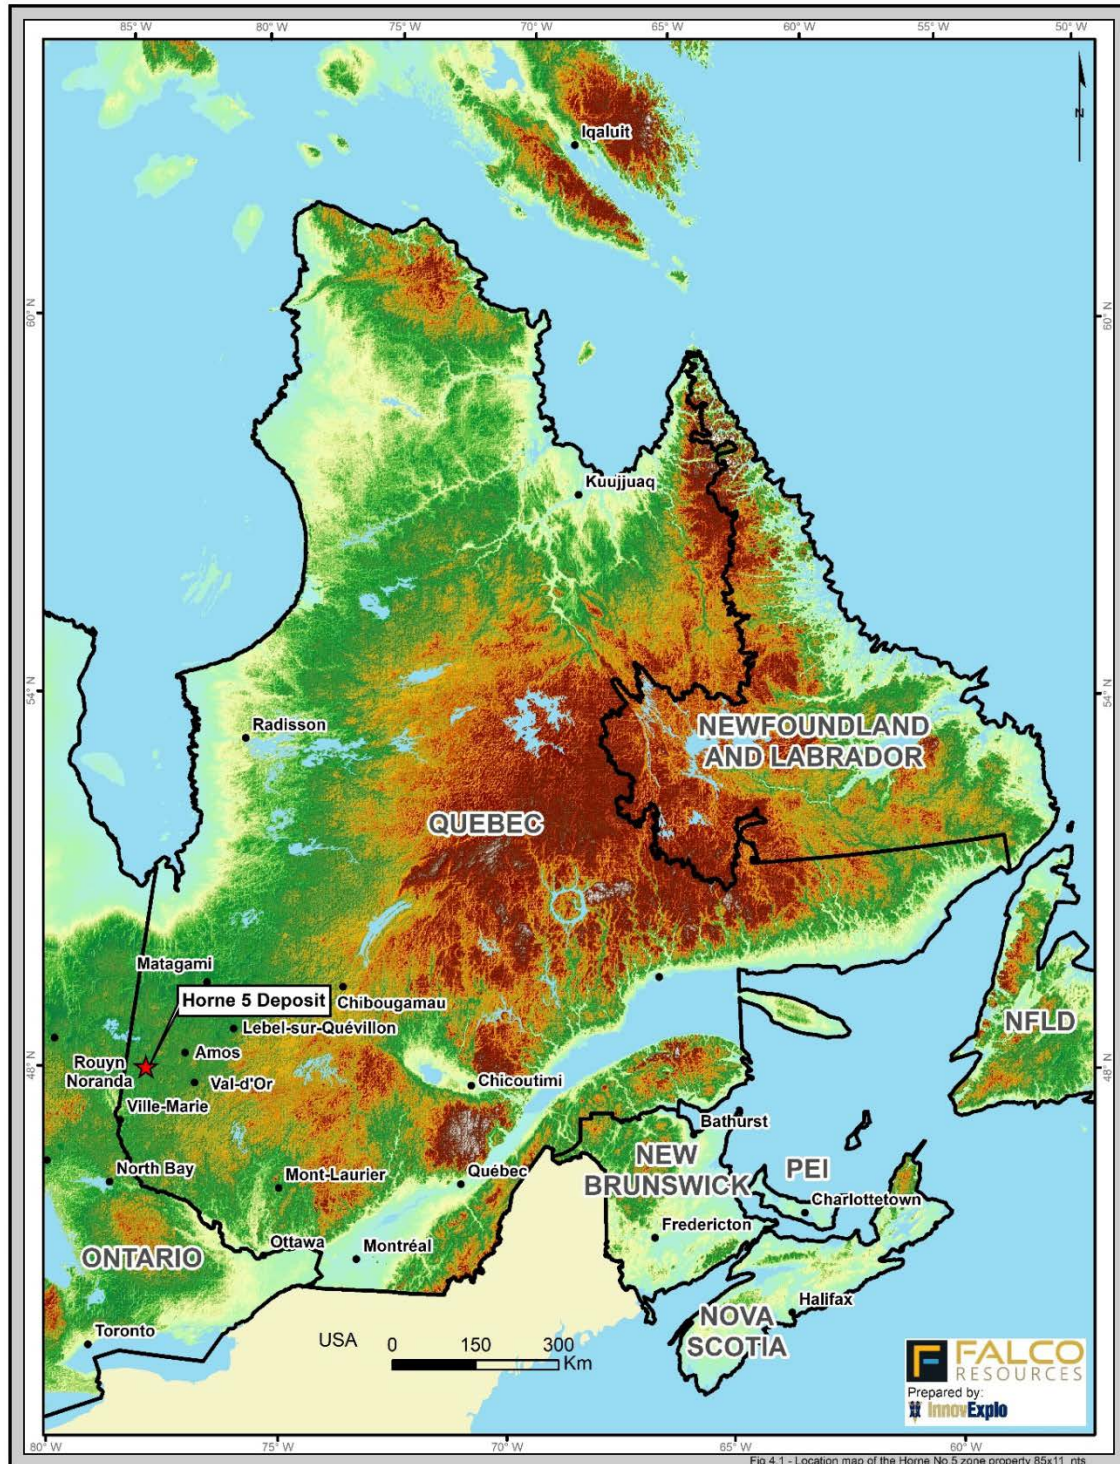 85° W
80° W
75° W
70° W
65° W
60° W
55° W
50° W
N
Iqaluit
60° N
60° N
Kuujjuaq
54° N
54° N
Radisson
NEWFOUNDLAND
AND LABRADOR
QUEBEC
Matagami
Horne 5 Deposit
Chibougamau
Lebel-sur-Quévillon
NFLD
Amos
Rouyn
Noranda
48° N
48° N
Val-d'Or
Chicoutimi
Ville-Marie
Bathurst
NEW
BRUNSWICK
PEI
North Bay
Mont-Laurier
Québec
Charlottetown
Fredericton
ONTARIO
Ottawa
Montréal
Halifax
NOVA
SCOTIA
Toronto
USA
0 150 300
Km
FALCO
RESOURCES
Prepared by:
InnovExplo
80° W
75° W
70° W
65° W
60° W
Fig 4.1 - Location map of the Horne No.5 zone property 85x11_nts